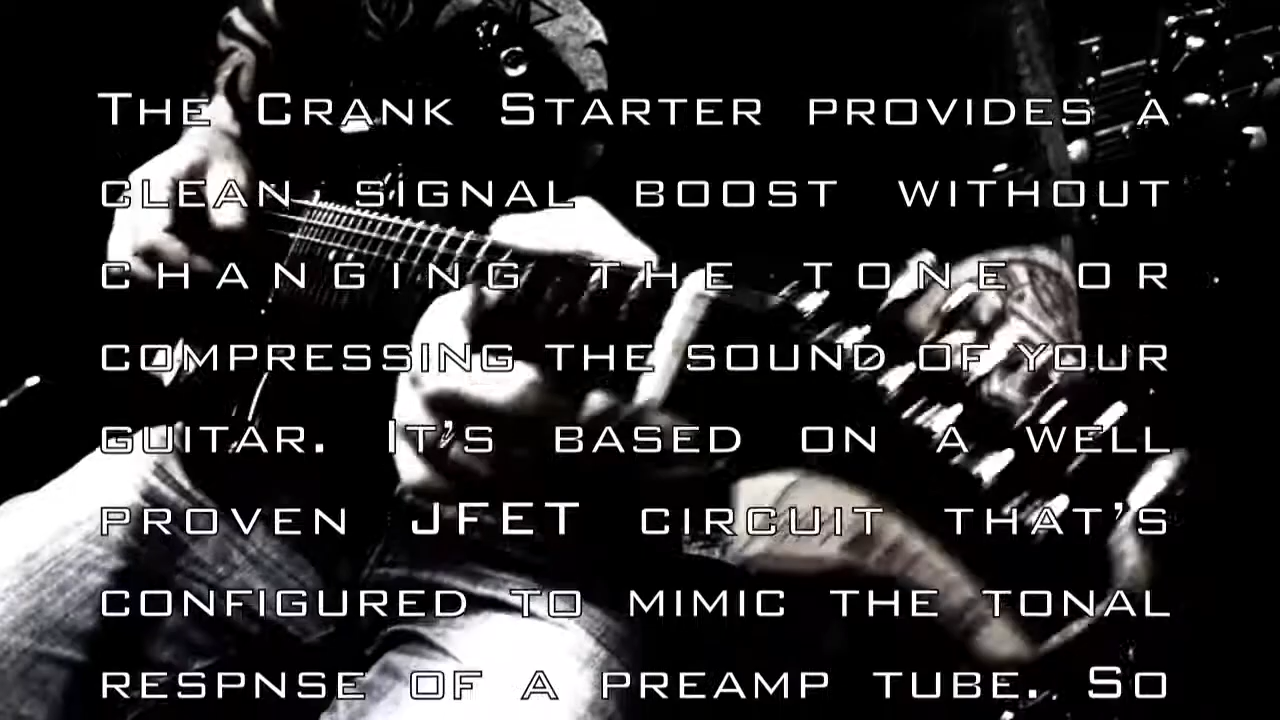 The Crank Starter provides a
clean signal boost without
changing the tone or
compressing the sound of your
guitar. It's based on a well
proven JFET circuit that's
configured to mimic the tonal
respnse of a preamp tube. So